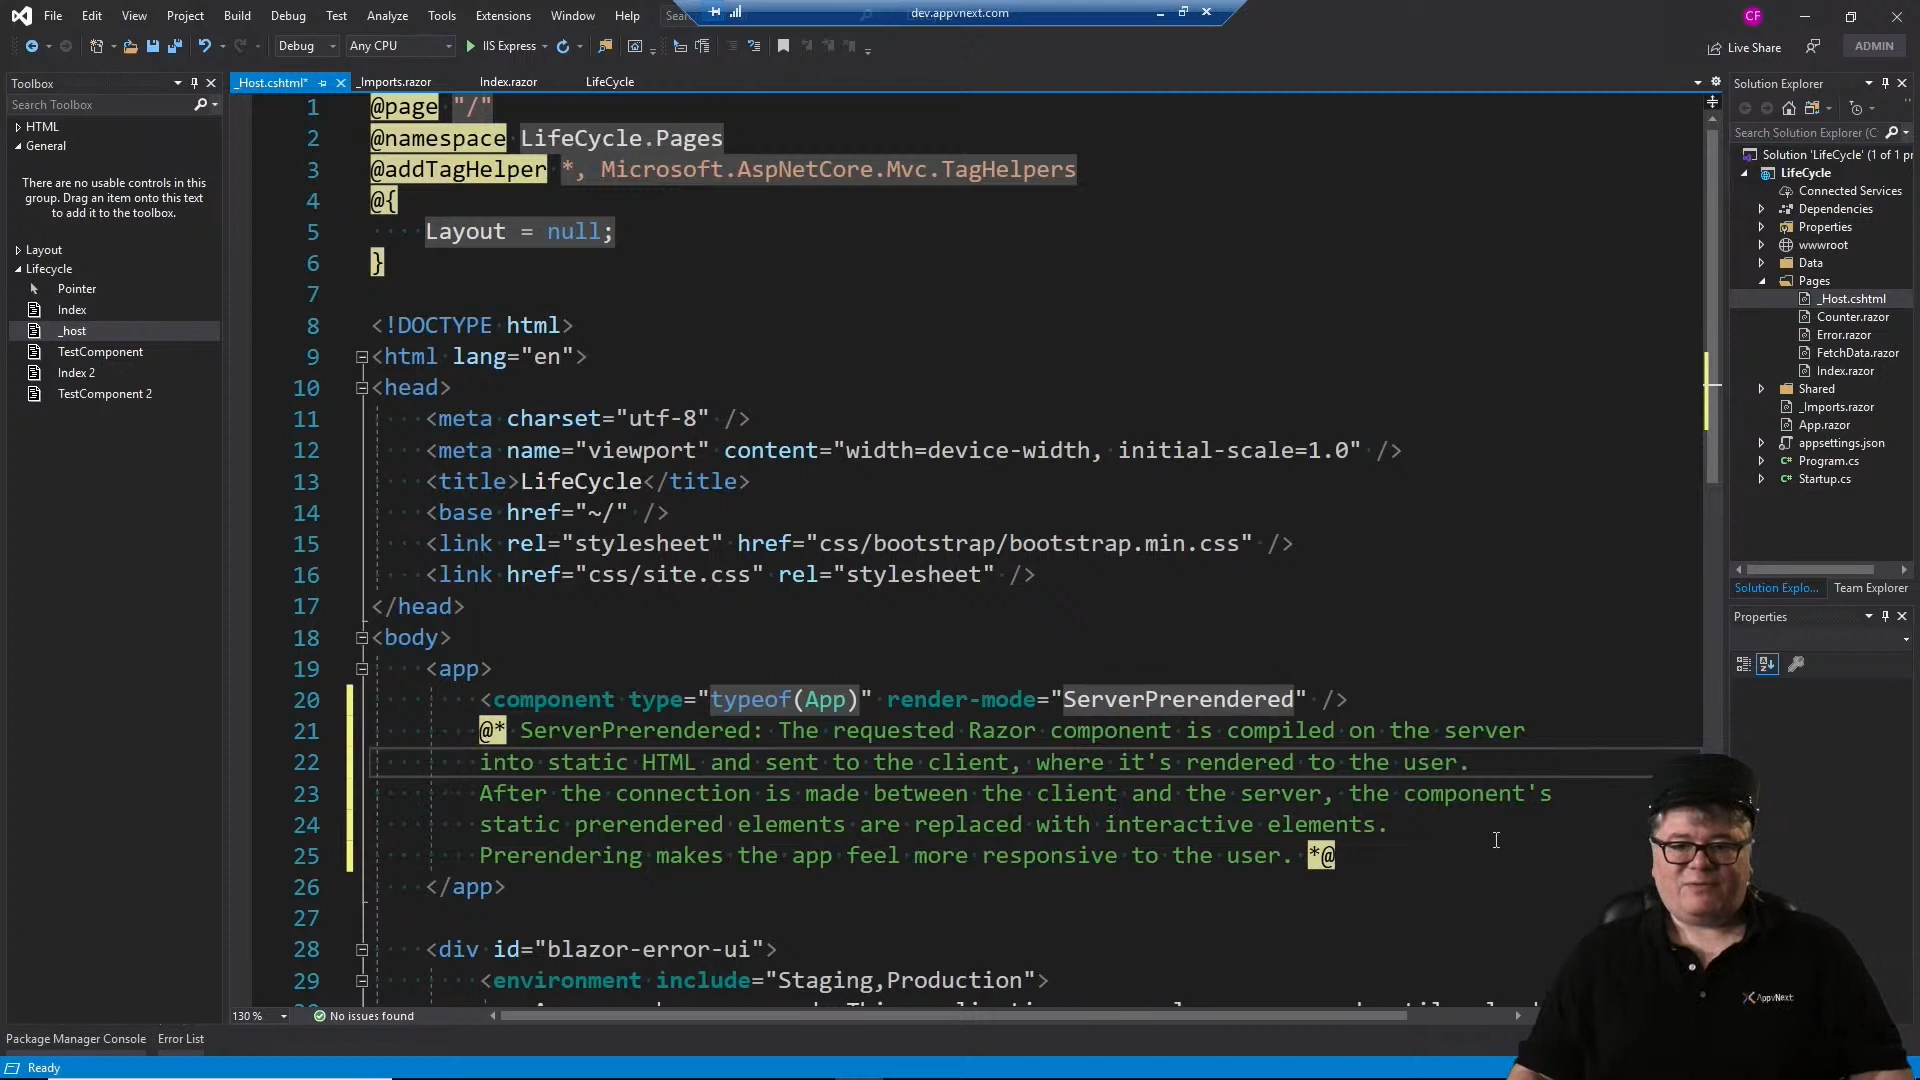 File Edit View Project Build Debug Test Analyze Tools Extensions Window Help
dev.appvnext.com
CF
Debug Any CPU IIS Express Live Share ADMIN
Toolbox
Search Toolbox
HTML
General
There are no usable controls in this
group. Drag an item onto this text
to add it to the toolbox.
Layout
Lifecycle
Pointer
Index
_host
TestComponent
Index 2
TestComponent 2
_Host.cshtml* _Imports.razor Index.razor LifeCycle
1 @page "/"
2 @namespace LifeCycle.Pages
3 @addTagHelper *, Microsoft.AspNetCore.Mvc.TagHelpers
4 @{
5 Layout = null;
6 }
7
8 <!DOCTYPE html>
9 <html lang="en">
10 <head>
11 <meta charset="utf-8" />
12 <meta name="viewport" content="width=device-width, initial-scale=1.0" />
13 <title>LifeCycle</title>
14 <base href="~/" />
15 <link rel="stylesheet" href="css/bootstrap/bootstrap.min.css" />
16 <link href="css/site.css" rel="stylesheet" />
17 </head>
18 <body>
19 <app>
20 <component type="typeof(App)" render-mode="ServerPrerendered" />
21 @* ServerPrerendered: The requested Razor component is compiled on the server
22 into static HTML and sent to the client, where it's rendered to the user.
23 After the connection is made between the client and the server, the component's
24 static prerendered elements are replaced with interactive elements.
25 Prerendering makes the app feel more responsive to the user. *@
26 </app>
27
28 <div id="blazor-error-ui">
29 <environment include="Staging,Production">
130 % No issues found
Solution Explorer
Search Solution Explorer (C
Solution 'LifeCycle' (1 of 1 pr
LifeCycle
Connected Services
Dependencies
Properties
wwwroot
Data
Pages
_Host.cshtml
Counter.razor
Error.razor
FetchData.razor
Index.razor
Shared
_Imports.razor
App.razor
appsettings.json
Program.cs
Startup.cs
Solution Explo... Team Explorer
Properties
AppvNext
Package Manager Console Error List
Ready